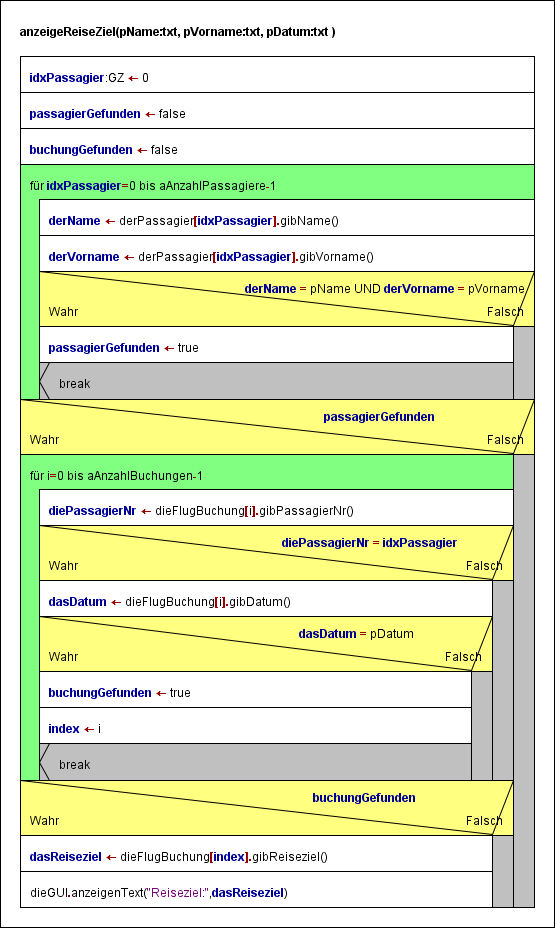 anzeigeReiseZiel(pName:txt, pVorname:txt, pDatum:txt )
idxPassagier:GZ ← 0
passagierGefunden ← false
buchungGefunden ← false
für idxPassagier=0 bis aAnzahlPassagiere-1
derName ← derPassagier[idxPassagier].gibName()
derVorname ← derPassagier[idxPassagier].gibVorname()
derName = pName UND derVorname = pVorname
Wahr Falsch
passagierGefunden ← true
break
passagierGefunden
Wahr Falsch
für i=0 bis aAnzahlBuchungen-1
diePassagierNr ← dieFlugBuchung[i].gibPassagierNr()
diePassagierNr = idxPassagier
Wahr Falsch
dasDatum ← dieFlugBuchung[i].gibDatum()
dasDatum = pDatum
Wahr Falsch
buchungGefunden ← true
index ← i
break
buchungGefunden
Wahr Falsch
dasReiseziel ← dieFlugBuchung[index].gibReiseziel()
dieGUI.anzeigenText("Reiseziel:",dasReiseziel)